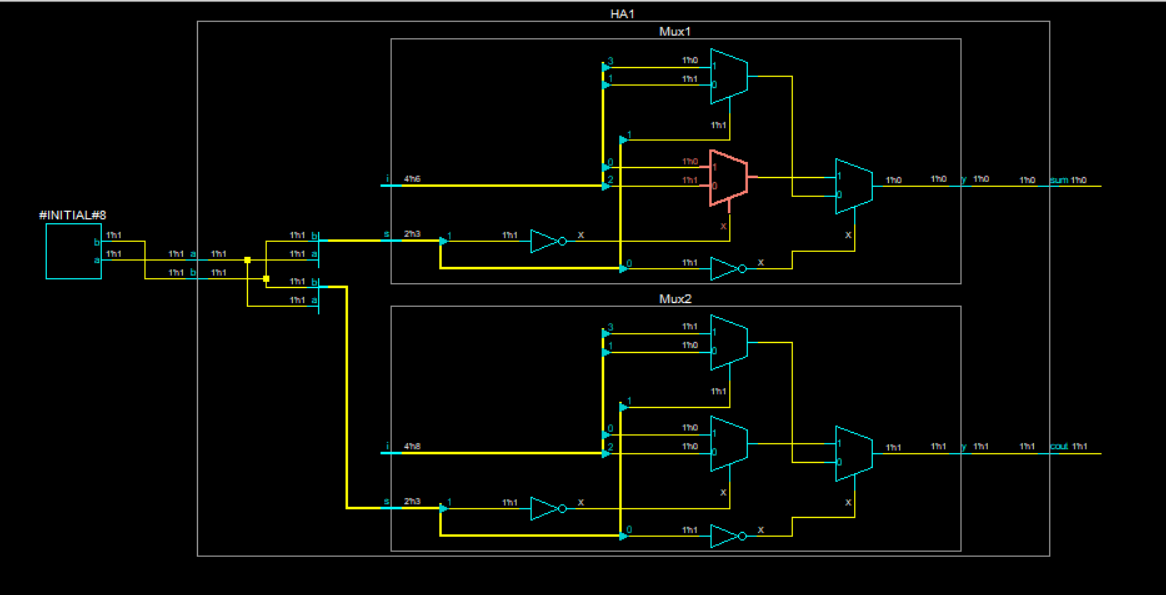 HA1
Mux1
3 1'h0 1
1 1'h1 0
1'h1
1
0 1'h0 1
i 4'h6 2 1'h1 0
1 1'h0 1'h0 y 1'h0 1'h0 sum 1'h0
0
#INITIAL#8
x
b 1'h1 1'h1 b s 2'h3 1 1'h1 x x
a 1'h1 1'h1 a 1'h1 1'h1 a
1'h1 b 1'h1 0 1'h1 x
1'h1 b
1'h1 a
Mux2
3 1'h1 1
1 1'h0 0
1'h1
1
0 1'h0 1
i 4'h8 2 1'h0 0
1 1'h1 1'h1 y 1'h1 1'h1 cout 1'h1
0
x
s 2'h3 1 1'h1 x x
0 1'h1 x